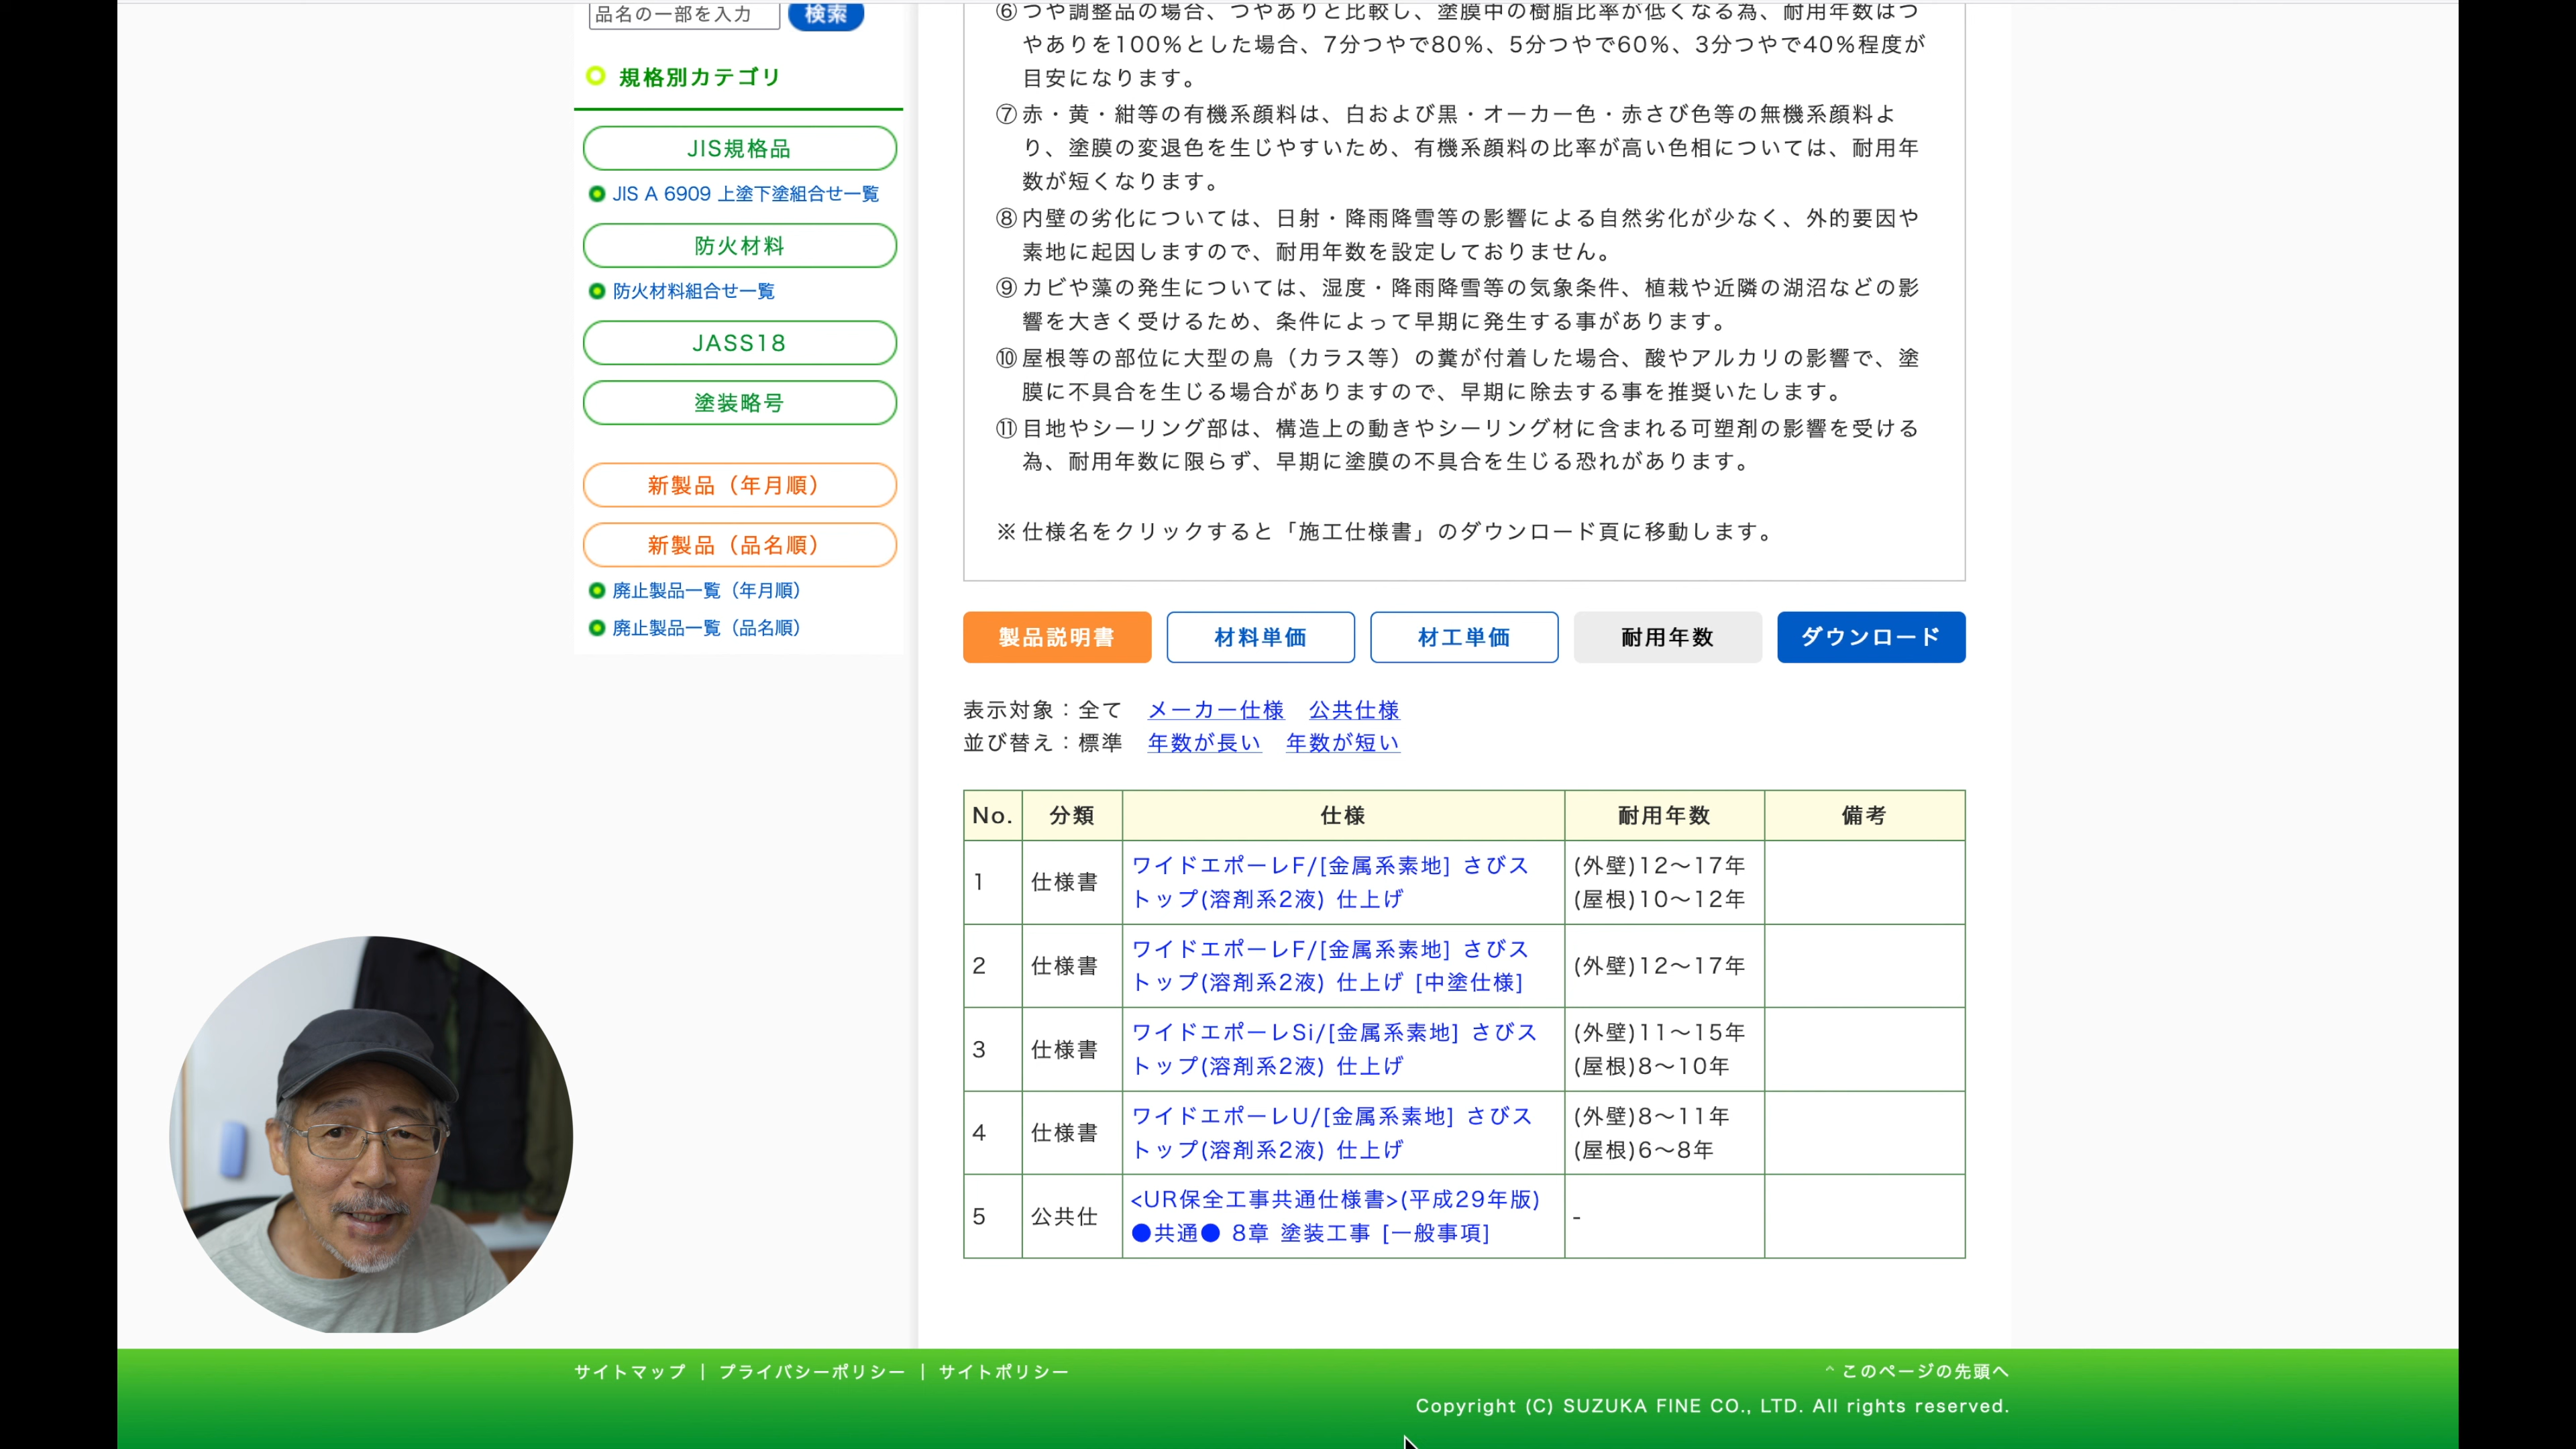 品名の一部を入力
検索
規格別カテゴリ
JIS規格品
JIS A 6909 上塗下塗組合せ一覧
防火材料
防火材料組合せ一覧
JASS18
塗装略号
新製品（年月順）
新製品（品名順）
廃止製品一覧（年月順）
廃止製品一覧（品名順）
⑥つや調整品の場合、つやありと比較し、塗膜中の樹脂比率が低くなる為、耐用年数はつ
やありを100%とした場合、7分つやで80%、5分つやで60%、3分つやで40%程度が
目安になります。
⑦赤・黄・紺等の有機系顔料は、白および黒・オーカー色・赤さび色等の無機系顔料よ
り、塗膜の変退色を生じやすいため、有機系顔料の比率が高い色相については、耐用年
数が短くなります。
⑧内壁の劣化については、日射・降雨降雪等の影響による自然劣化が少なく、外的要因や
素地に起因しますので、耐用年数を設定しておりません。
⑨カビや藻の発生については、湿度・降雨降雪等の気象条件、植栽や近隣の湖沼などの影
響を大きく受けるため、条件によって早期に発生する事があります。
⑩屋根等の部位に大型の鳥（カラス等）の糞が付着した場合、酸やアルカリの影響で、塗
膜に不具合を生じる場合がありますので、早期に除去する事を推奨いたします。
⑪目地やシーリング部は、構造上の動きやシーリング材に含まれる可塑剤の影響を受ける
為、耐用年数に限らず、早期に塗膜の不具合を生じる恐れがあります。
※仕様名をクリックすると「施工仕様書」のダウンロード頁に移動します。
製品説明書 材料単価 材工単価 耐用年数 ダウンロード
表示対象：全て メーカー仕様 公共仕様
並び替え：標準 年数が長い 年数が短い
No. 分類 仕様 耐用年数 備考
1 仕様書 ワイドエポーレF/[金属系素地] さびス (外壁)12～17年
トップ(溶剤系2液) 仕上げ (屋根)10～12年
2 仕様書 ワイドエポーレF/[金属系素地] さびス (外壁)12～17年
トップ(溶剤系2液) 仕上げ [中塗仕様]
3 仕様書 ワイドエポーレSi/[金属系素地] さびス (外壁)11～15年
トップ(溶剤系2液) 仕上げ (屋根)8～10年
4 仕様書 ワイドエポーレU/[金属系素地] さびス (外壁)8～11年
トップ(溶剤系2液) 仕上げ (屋根)6～8年
5 公共仕 <UR保全工事共通仕様書>(平成29年版) -
●共通● 8章 塗装工事 [一般事項]
サイトマップ | プライバシーポリシー | サイトポリシー
^ このページの先頭へ
Copyright (C) SUZUKA FINE CO., LTD. All rights reserved.